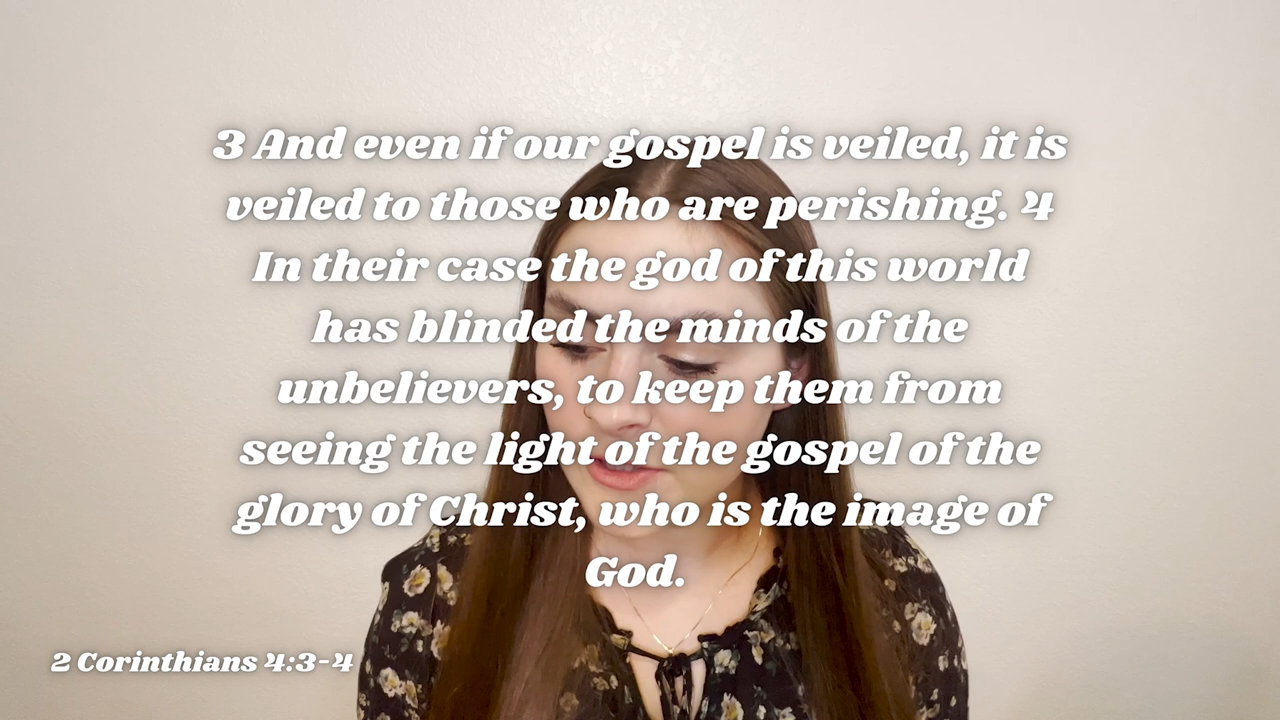 3 And even if our gospel is veiled, it is
veiled to those who are perishing. 4
In their case the god of this world
has blinded the minds of the
unbelievers, to keep them from
seeing the light of the gospel of the
glory of Christ, who is the image of
God.
2 Corinthians 4:3-4